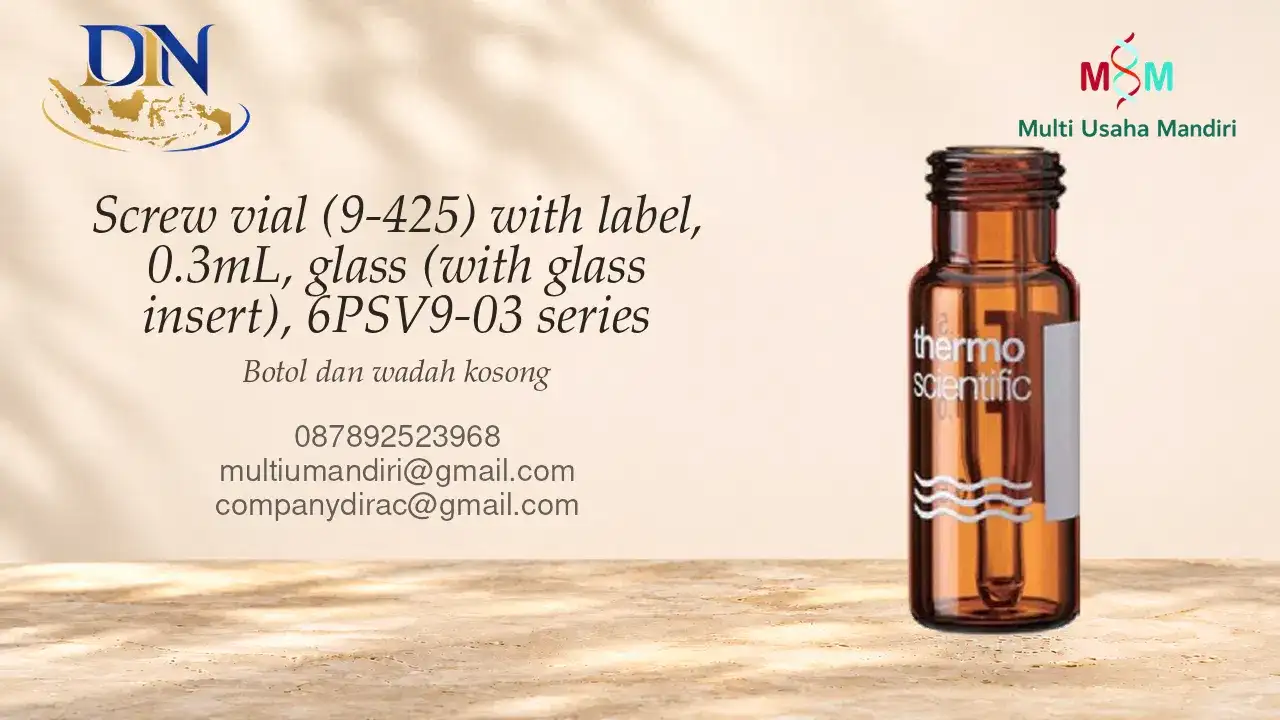 DIN
MSM
Multi Usaha Mandiri
Screw vial (9-425) with label,
0.3mL, glass (with glass
insert), 6PSV9-03 series
Botol dan wadah kosong
087892523968
multiumandiri@gmail.com
companydirac@gmail.com
thermo
scientific